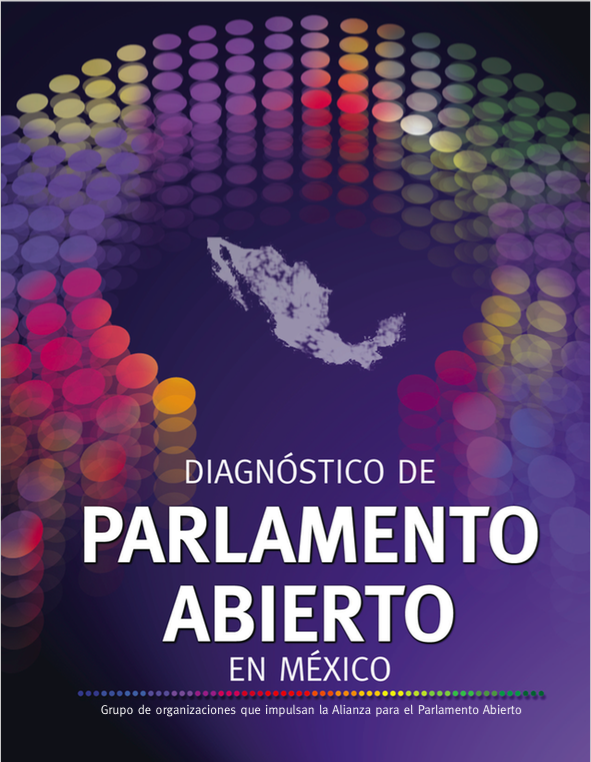 DIAGNÓSTICO DE
PARLAMENTO
ABIERTO
EN MÉXICO
Grupo de organizaciones que impulsan la Alianza para el Parlamento Abierto